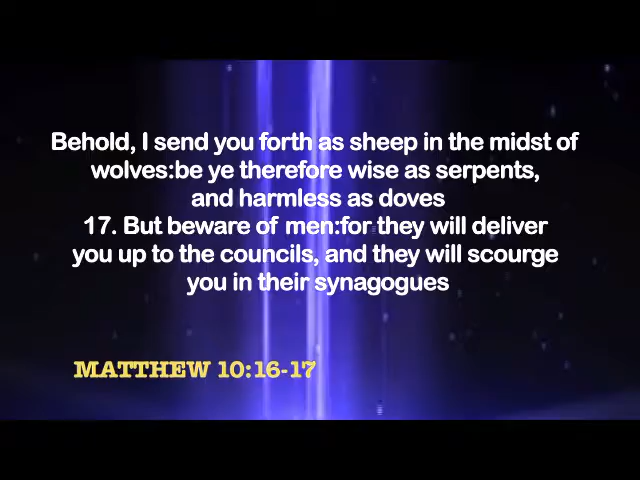 Behold, I send you forth as sheep in the midst of
wolves:be ye therefore wise as serpents,
and harmless as doves
17. But beware of men:for they will deliver
you up to the councils, and they will scourge
you in their synagogues
MATTHEW 10:16-17